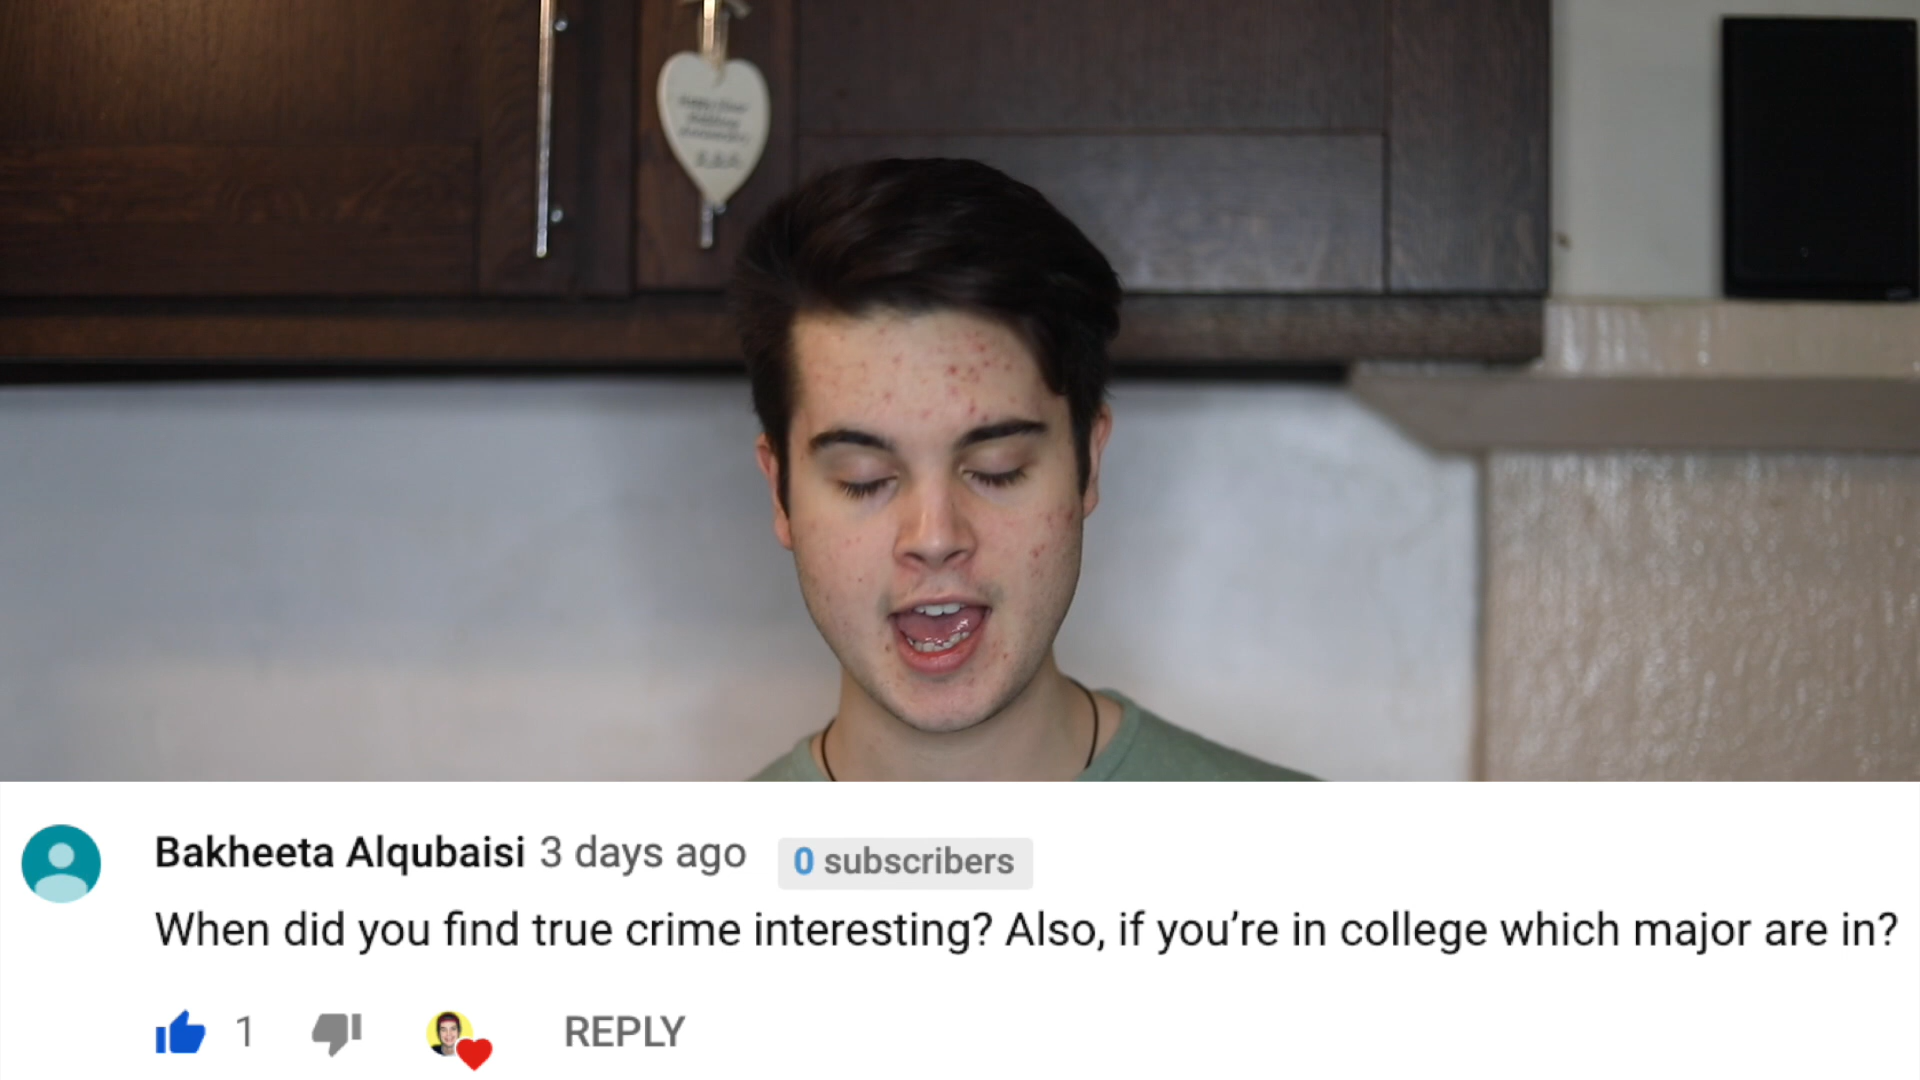 Bakheeta Alqubaisi 3 days ago 0 subscribers
When did you find true crime interesting? Also, if you’re in college which major are in?
1 REPLY